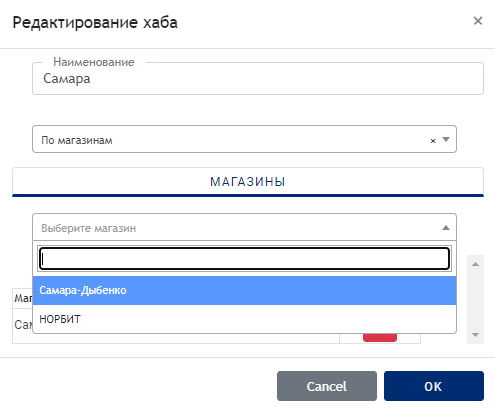 Редактирование хаба
×
Наименование
Самара
По магазинам
×
МАГАЗИНЫ
Выберите магазин
Самара-Дыбенко
НОРБИТ
Cancel
OK